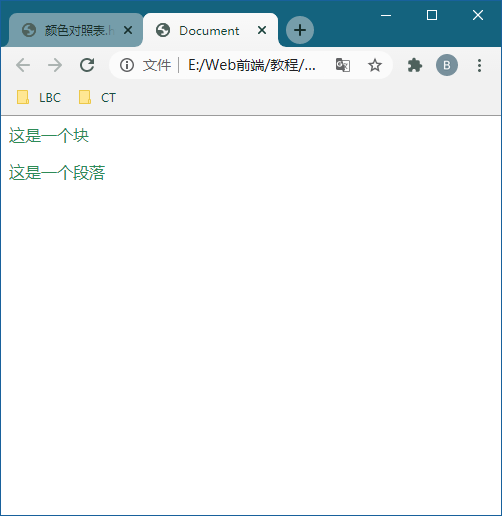 颜色对照表.h
Document
文件
E:/Web前端/教程/...
B
LBC
CT
这是一个块
这是一个段落